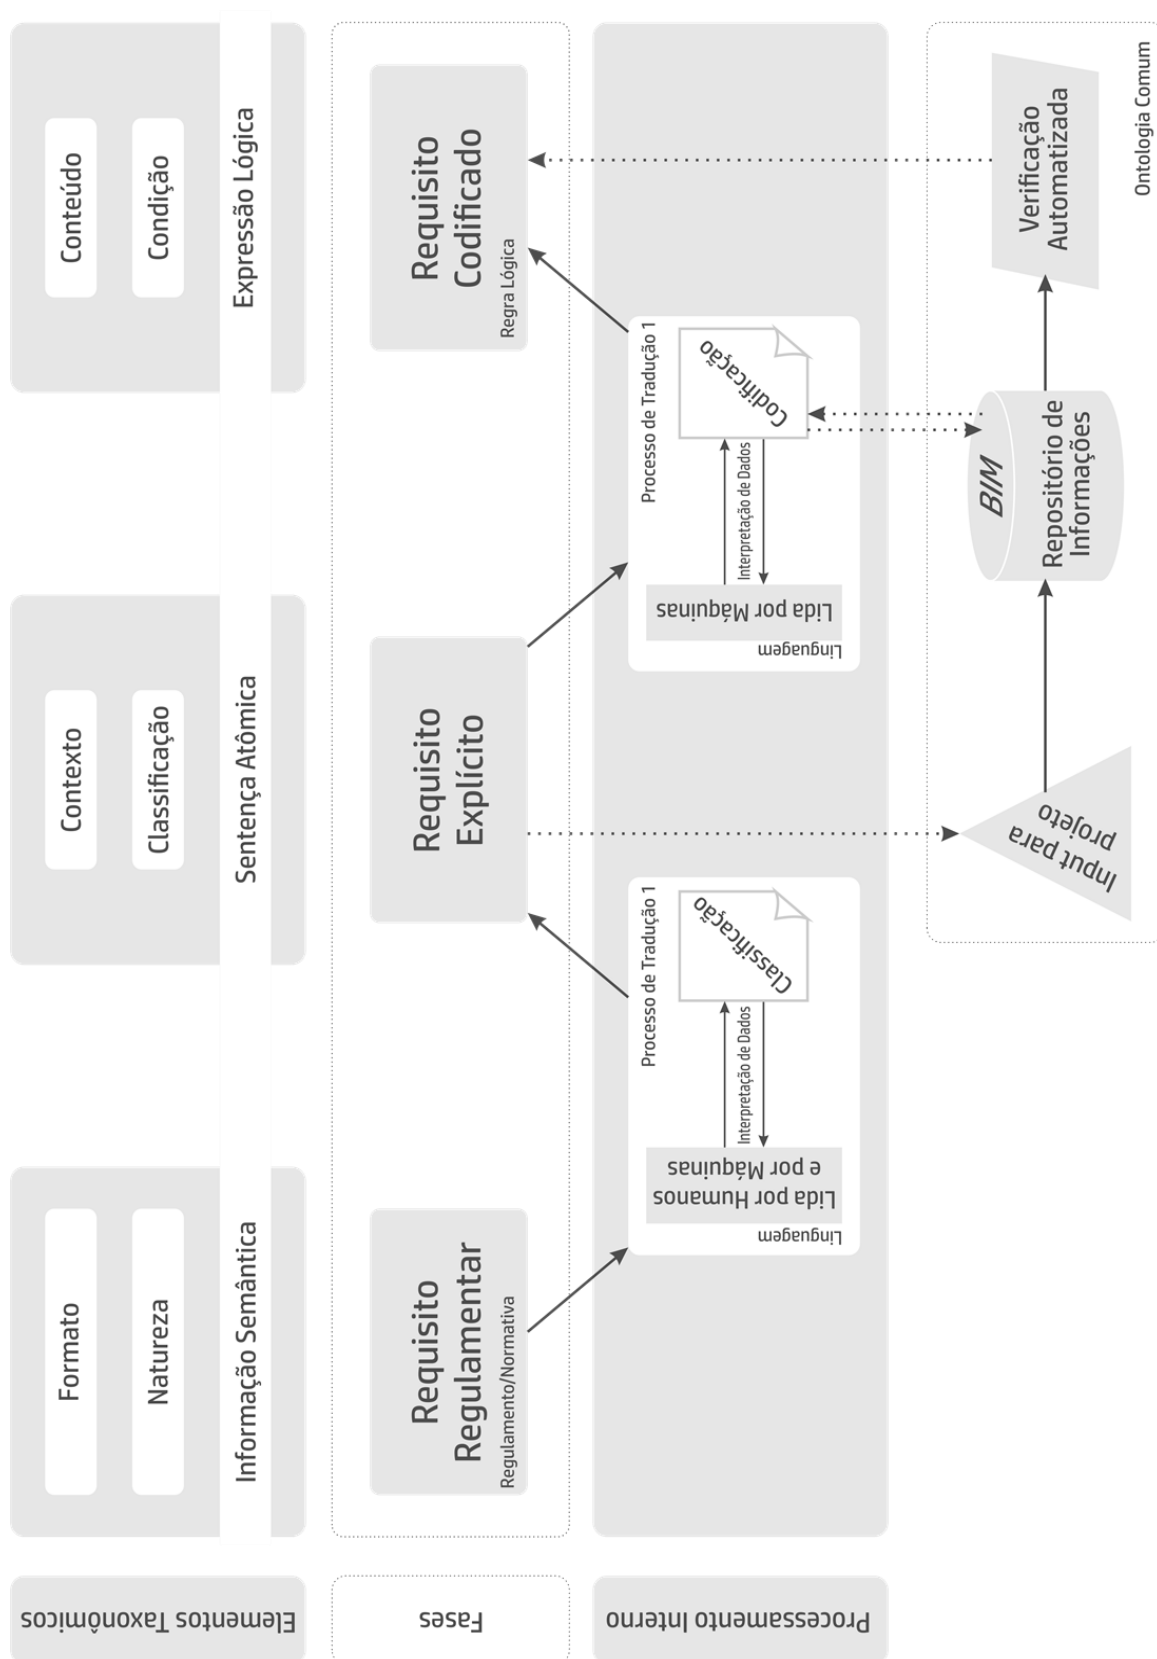 Elementos Taxonômicos
Formato
Natureza
Informação Semântica
Contexto
Classificação
Sentença Atômica
Conteúdo
Condição
Expressão Lógica
Fases
Requisito
Regulamentar
Regulamento/Normativa
Requisito
Explícito
Requisito
Codificado
Regra Lógica
Processamento Interno
Processo de Tradução 1
Linguagem
Lida por Humanos
e por Máquinas
Interpretação de Dados
Classificação
Processo de Tradução 1
Linguagem
Lida por Máquinas
Interpretação de Dados
Codificação
Input para
projeto
BIM
Repositório de
Informações
Verificação
Automatizada
Ontologia Comum